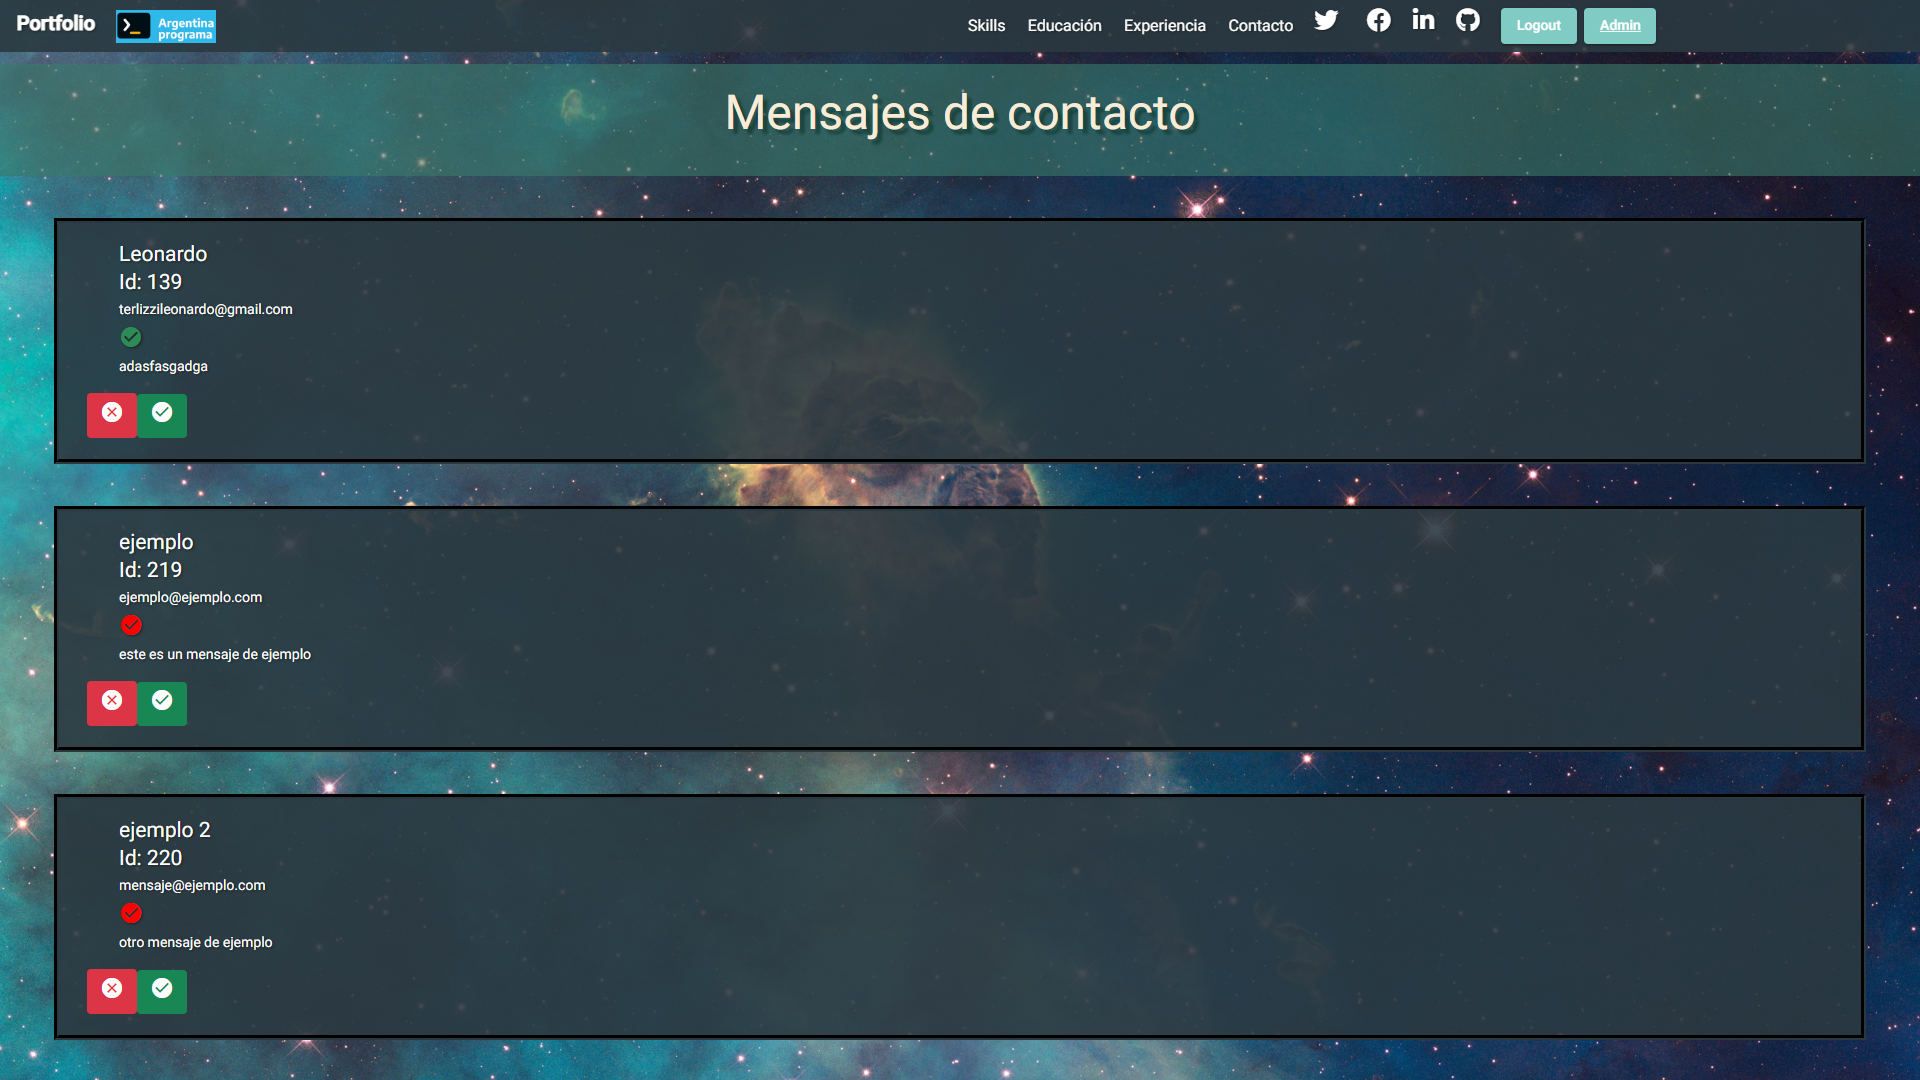 Portfolio
Argentina
programa
Skills
Educación
Experiencia
Contacto
Logout
Admin
Mensajes de contacto
Leonardo
Id: 139
terlizzileonardo@gmail.com
adasfasgadga
ejemplo
Id: 219
ejemplo@ejemplo.com
este es un mensaje de ejemplo
ejemplo 2
Id: 220
mensaje@ejemplo.com
otro mensaje de ejemplo